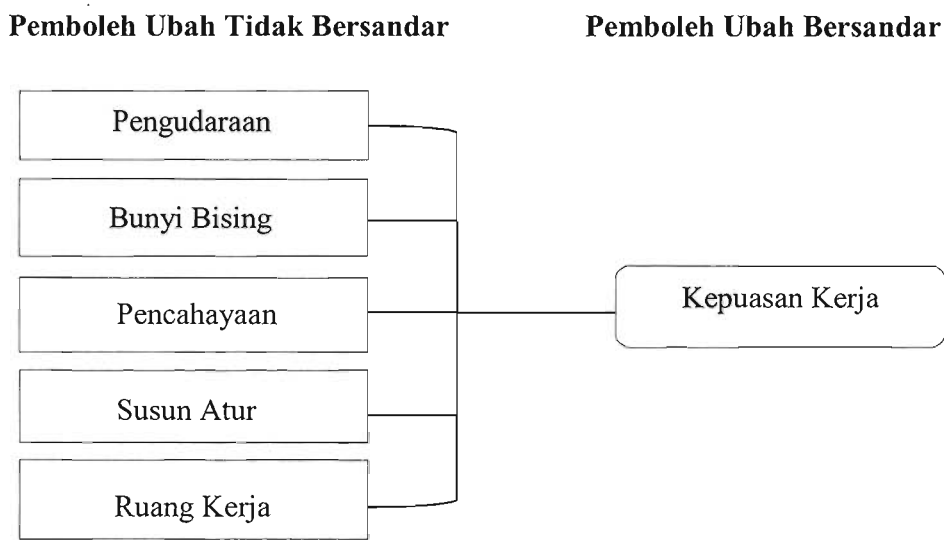 Pemboleh Ubah Tidak Bersandar
Pemboleh Ubah Bersandar
Pengudaraan
Bunyi Bising
Pencahayaan
Susun Atur
Ruang Kerja
Kepuasan Kerja